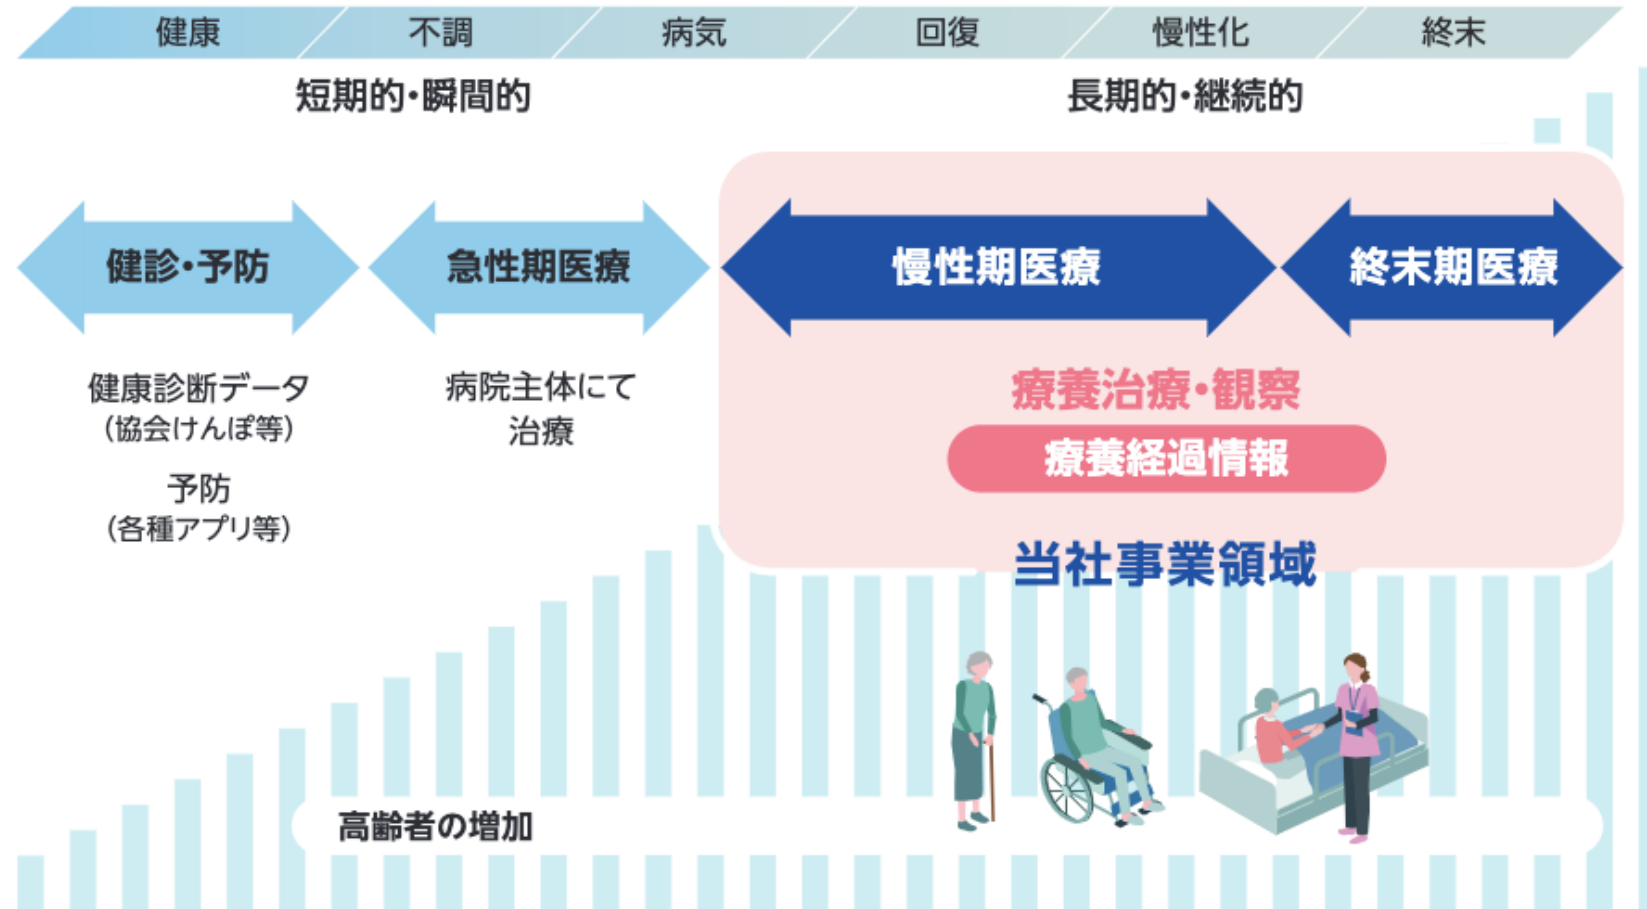 健康 不調 病気 回復 慢性化 終末
短期的・瞬間的 長期的・継続的
健診・予防 急性期医療 慢性期医療 終末期医療
健康診断データ
（協会けんぽ等）
予防
（各種アプリ等）
病院主体にて
治療
療養治療・観察
療養経過情報
当社事業領域
高齢者の増加